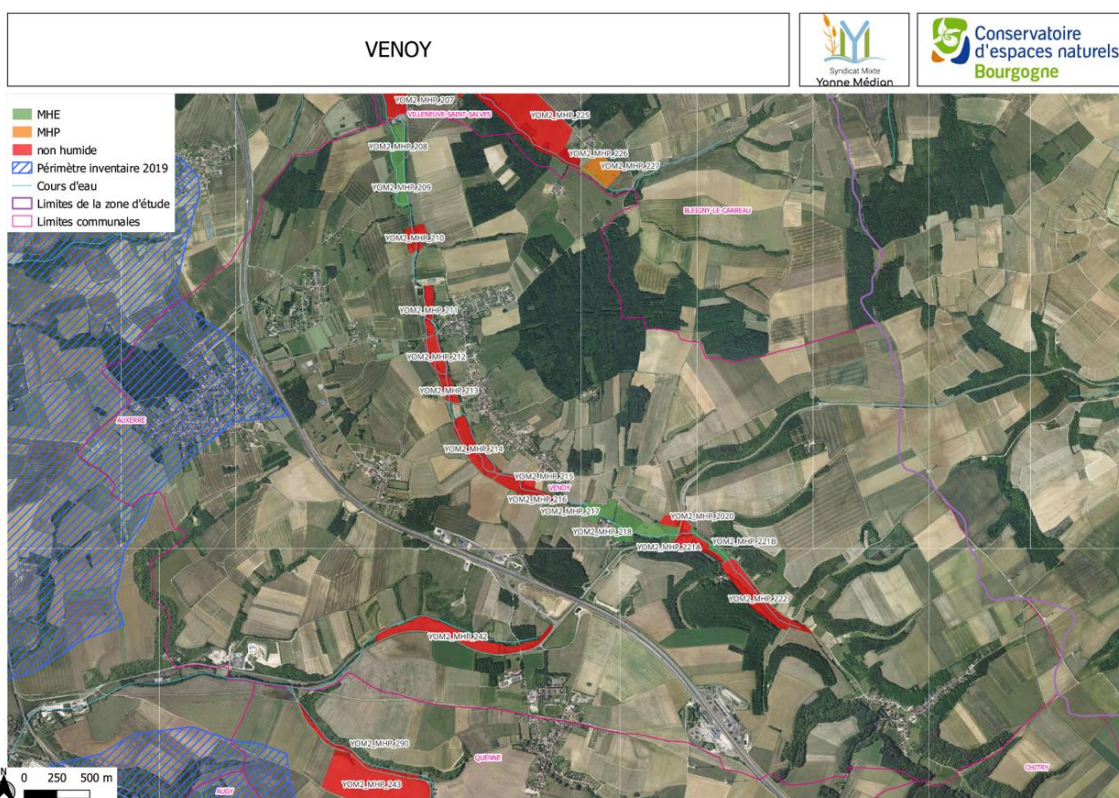 VENOY
Syndicat Mixte
Yonne Médian
Conservatoire
d'espaces naturels
Bourgogne
MHE
MHP
non humide
Périmètre inventaire 2019
Cours d'eau
Limites de la zone d'étude
Limites communales
YOM2_MHP_207
VILLENEUVE-SAINT-SALVES
YOM2_MHP_225
YOM2_MHP_208
YOM2_MHP_226
YOM2_MHP_227
YOM2_MHP_209
BLEIGNY-LE-CARREAU
YOM2_MHP_210
YOM2_MHP_211
YOM2_MHP_212
YOM2_MHP_213
AUXERRE
YOM2_MHP_214
YOM2_MHP_215
VENOY
YOM2_MHP_216
YOM2_MHP_217
YOM2_MHP_2020
YOM2_MHP_218
YOM2_MHP_221B
YOM2_MHP_221A
YOM2_MHP_222
YOM2_MHP_242
YOM2_MHP_290
QUENNE
CHITRY
YOM2_MHP_243
AUGY
N
0 250 500 m